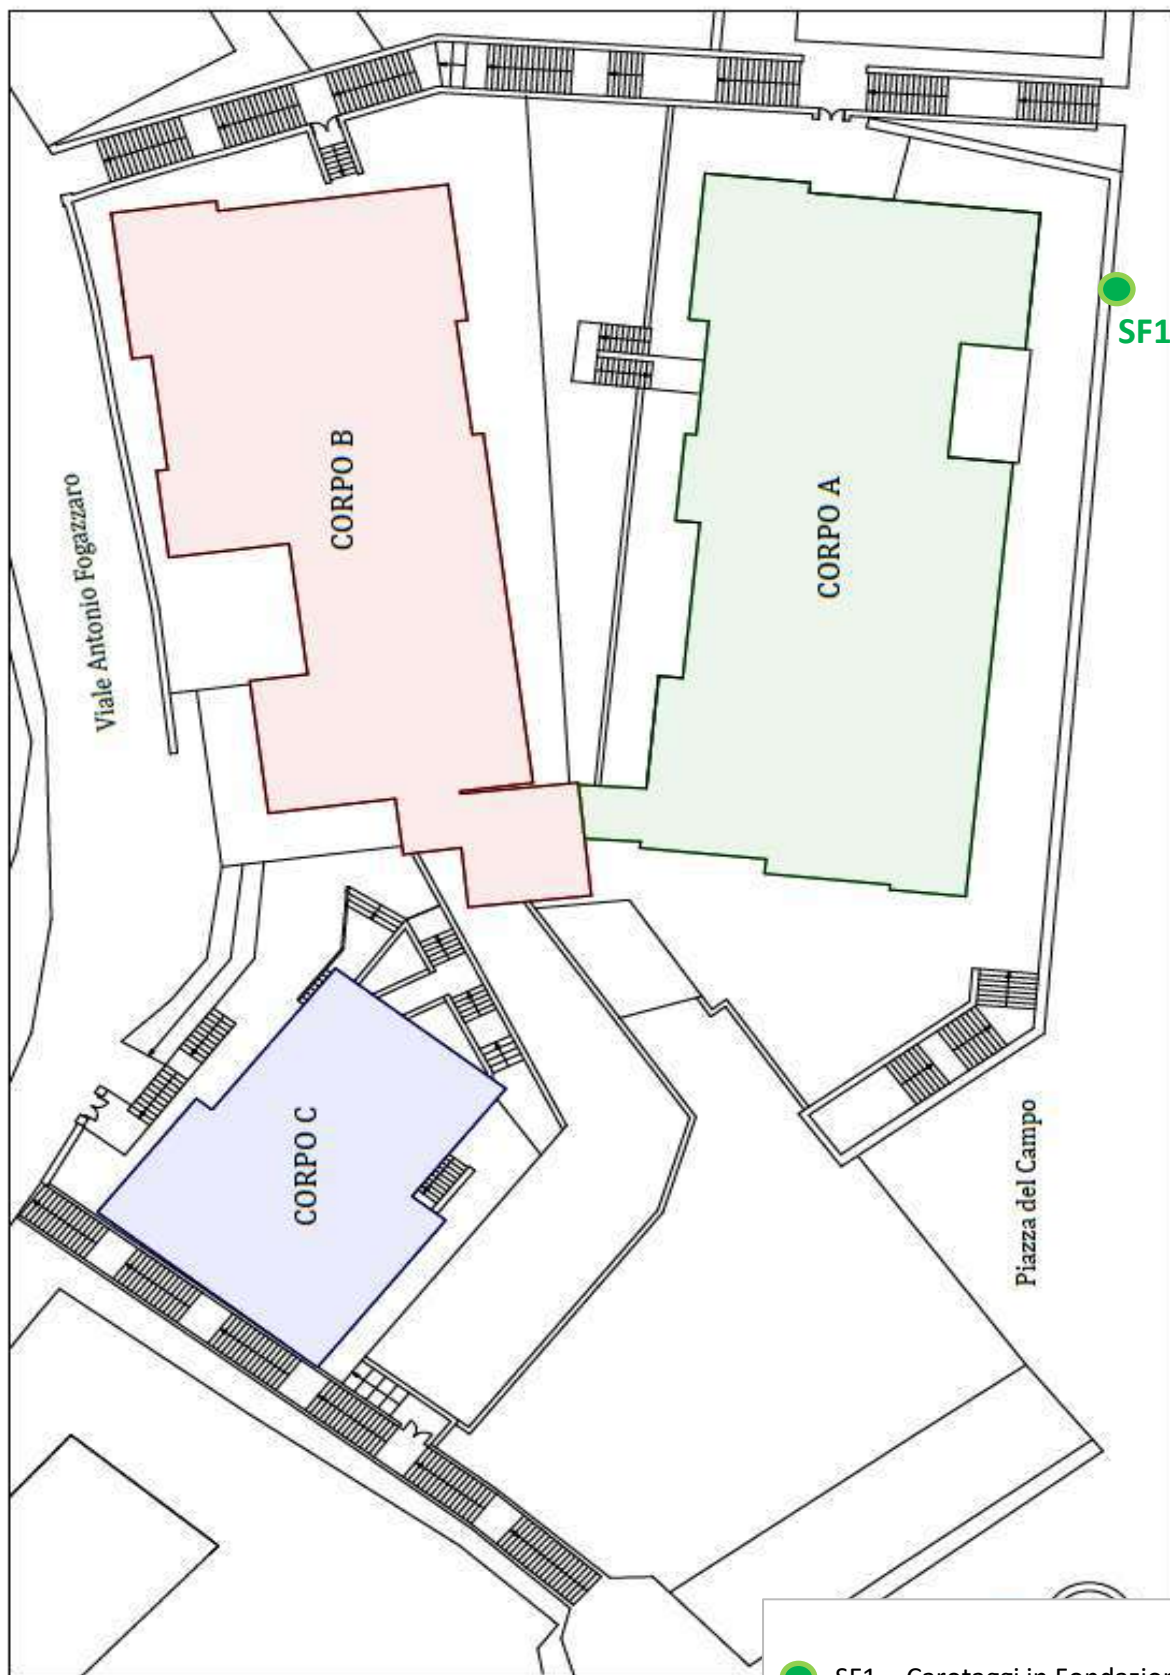 SF1
CORPO B
CORPO A
Viale Antonio Fogazzaro
CORPO C
Piazza del Campo